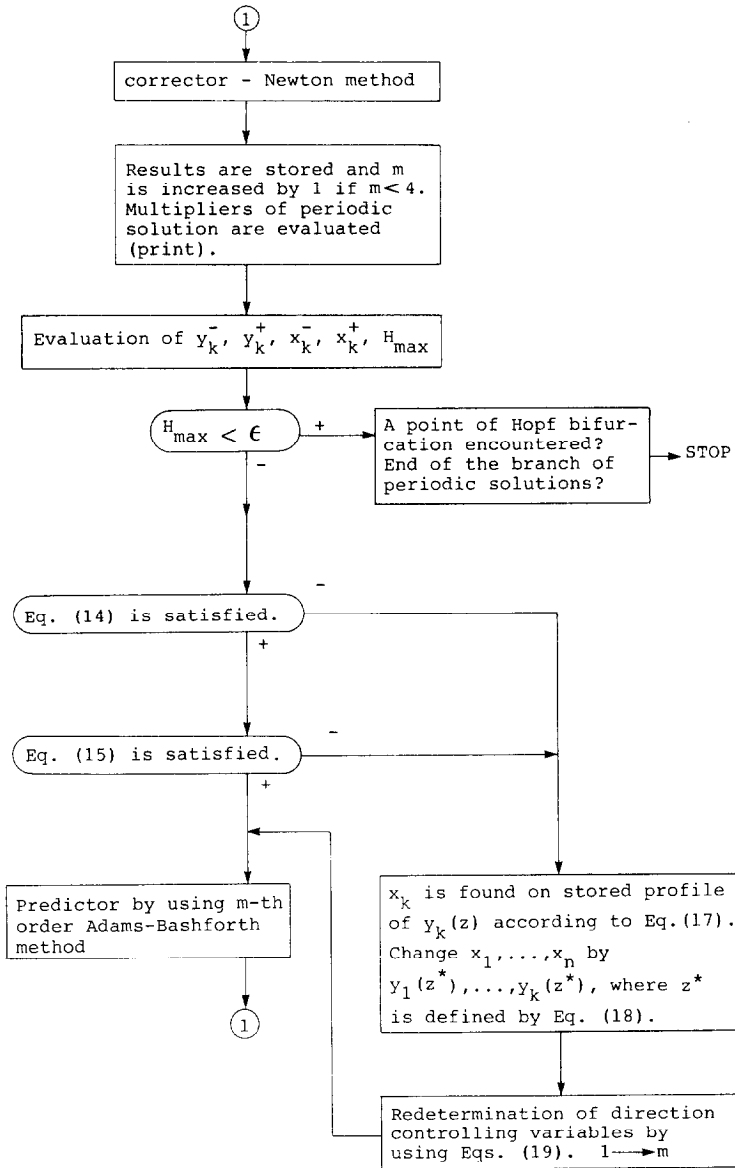 1
corrector - Newton method
Results are stored and m
is increased by 1 if m < 4.
Multipliers of periodic
solution are evaluated
(print).
Evaluation of y_k^-, y_k^+, x_k^-, x_k^+, H_max
H_max < ϵ
+
-
A point of Hopf bifur-
cation encountered?
End of the branch of
periodic solutions?
STOP
Eq. (14) is satisfied.
-
+
Eq. (15) is satisfied.
-
+
Predictor by using m-th
order Adams-Bashforth
method
1
x_k is found on stored profile
of y_k(z) according to Eq.(17).
Change x_1,...,x_n by
y_1(z*),...,y_k(z*), where z*
is defined by Eq. (18).
Redetermination of direction
controlling variables by
using Eqs. (19). 1→m